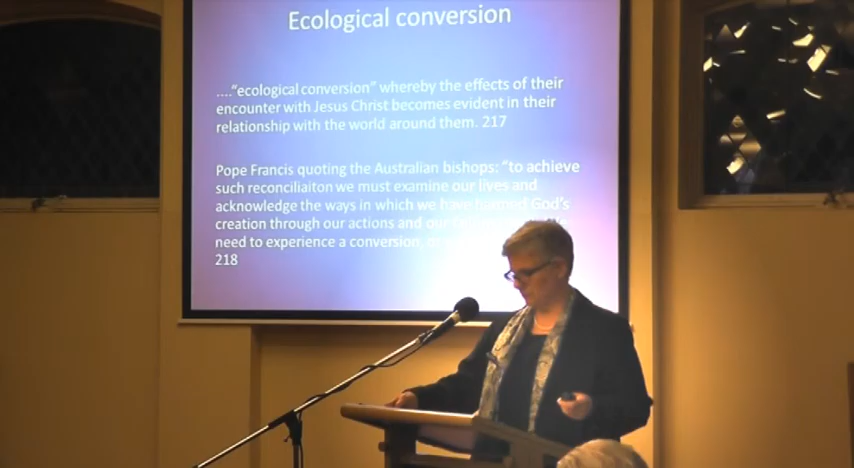 Ecological conversion
...."ecological conversion" whereby the effects of their
encounter with Jesus Christ becomes evident in their
relationship with the world around them. 217
Pope Francis quoting the Australian bishops: "to achieve
such reconciliaiton we must examine our lives and
acknowledge the ways in which we have harmed God's
creation through our actions and our
need to experience a conversion,
218